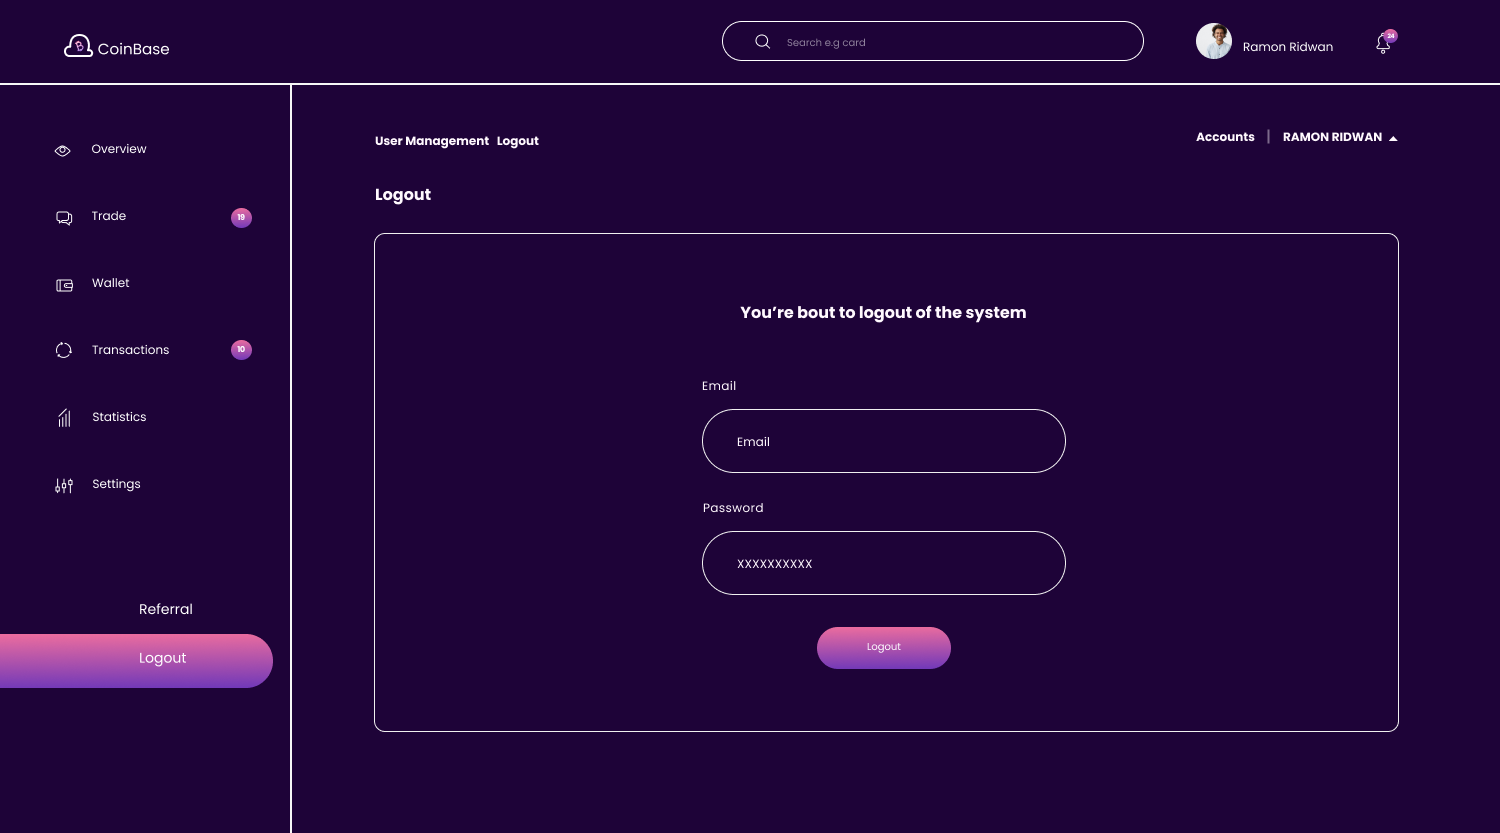 CoinBase
Search e.g card
Ramon Ridwan
24
Overview
Trade
19
Wallet
Transactions
10
Statistics
Settings
Referral
Logout
User Management Logout
Accounts | RAMON RIDWAN
Logout
You’re bout to logout of the system
Email
Email
Password
XXXXXXXXXX
Logout